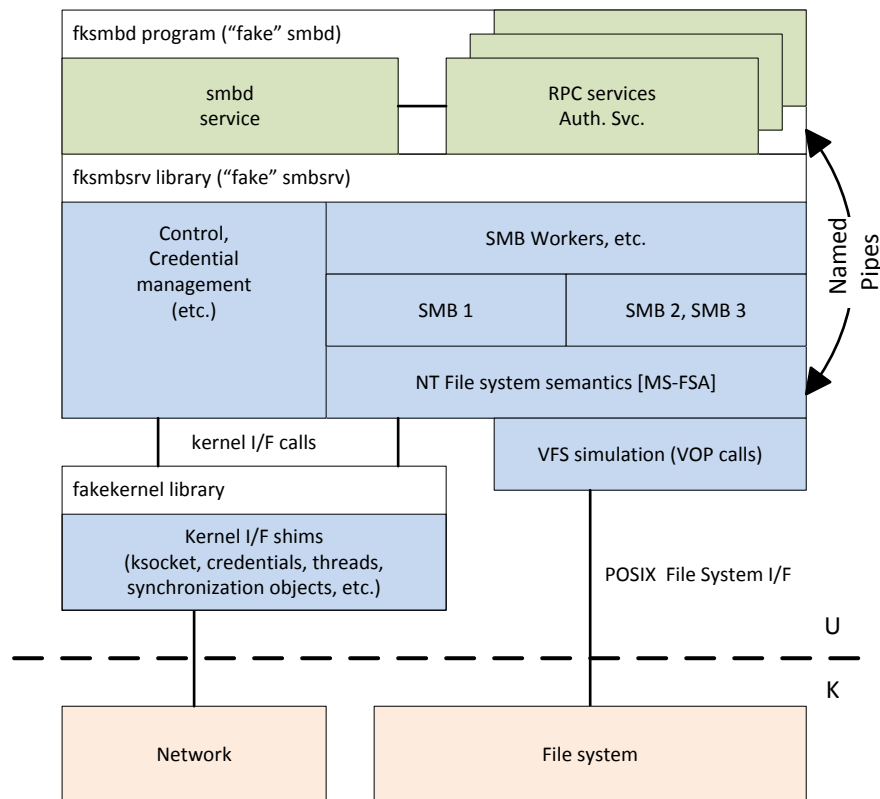 fksmbd program (“fake” smbd)
smbd
service
RPC services
Auth. Svc.
fksmbsrv library (“fake” smbsrv)
Control,
Credential
management
(etc.)
SMB Workers, etc.
SMB 1
SMB 2, SMB 3
NT File system semantics [MS-FSA]
Named
Pipes
kernel I/F calls
VFS simulation (VOP calls)
fakekernel library
Kernel I/F shims
(ksocket, credentials, threads,
synchronization objects, etc.)
POSIX  File System I/F
U
K
Network
File system